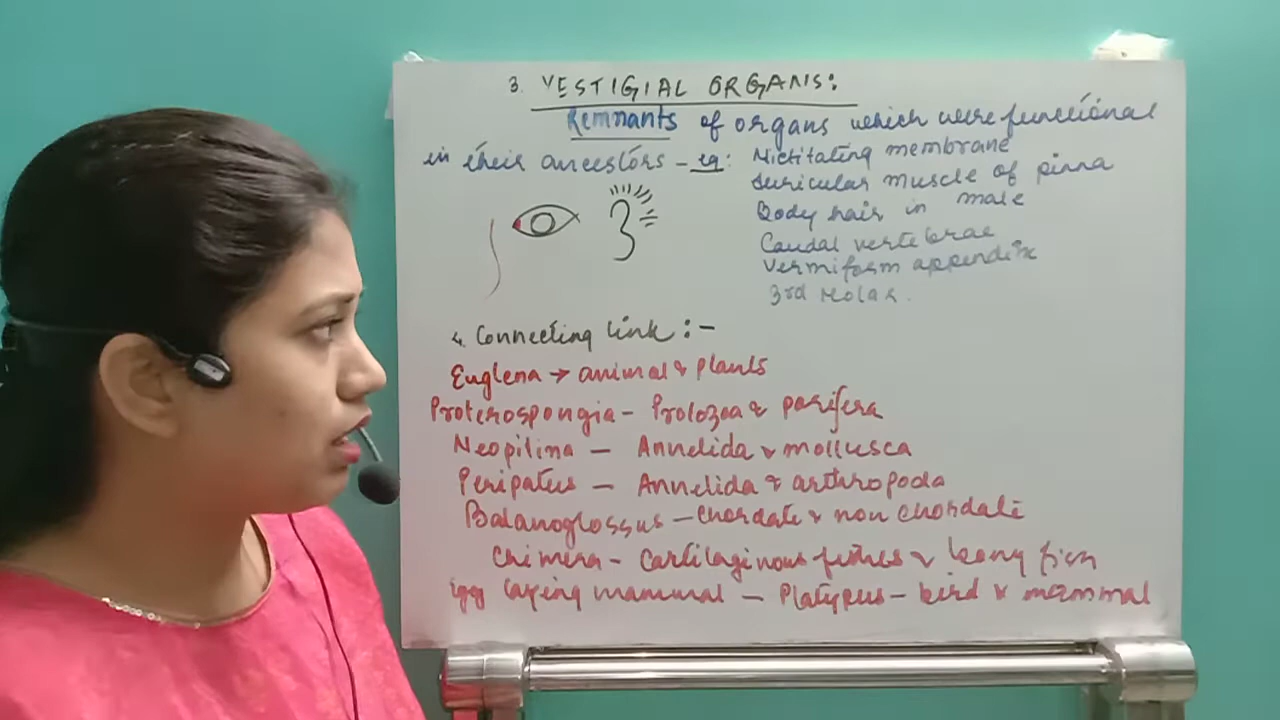 3. VESTIGIAL ORGANS:
Remnants of organs which were functional
in their ancestors - eg: Nictitating membrane
Auricular muscle of pinna
Body hair in male
Caudal vertebrae
Vermiform appendix
3rd Molar.
4. Connecting link :-
Euglena → animal & plants
Proterospongia - Protozoa & porifera
Neopilina - Annelida & mollusca
Peripatus - Annelida & arthropoda
Balanoglossus - chordate & non chordate
Chimera - Cartilaginous fishes & bony fish
Egg laying mammal - Platypus - bird & mammal